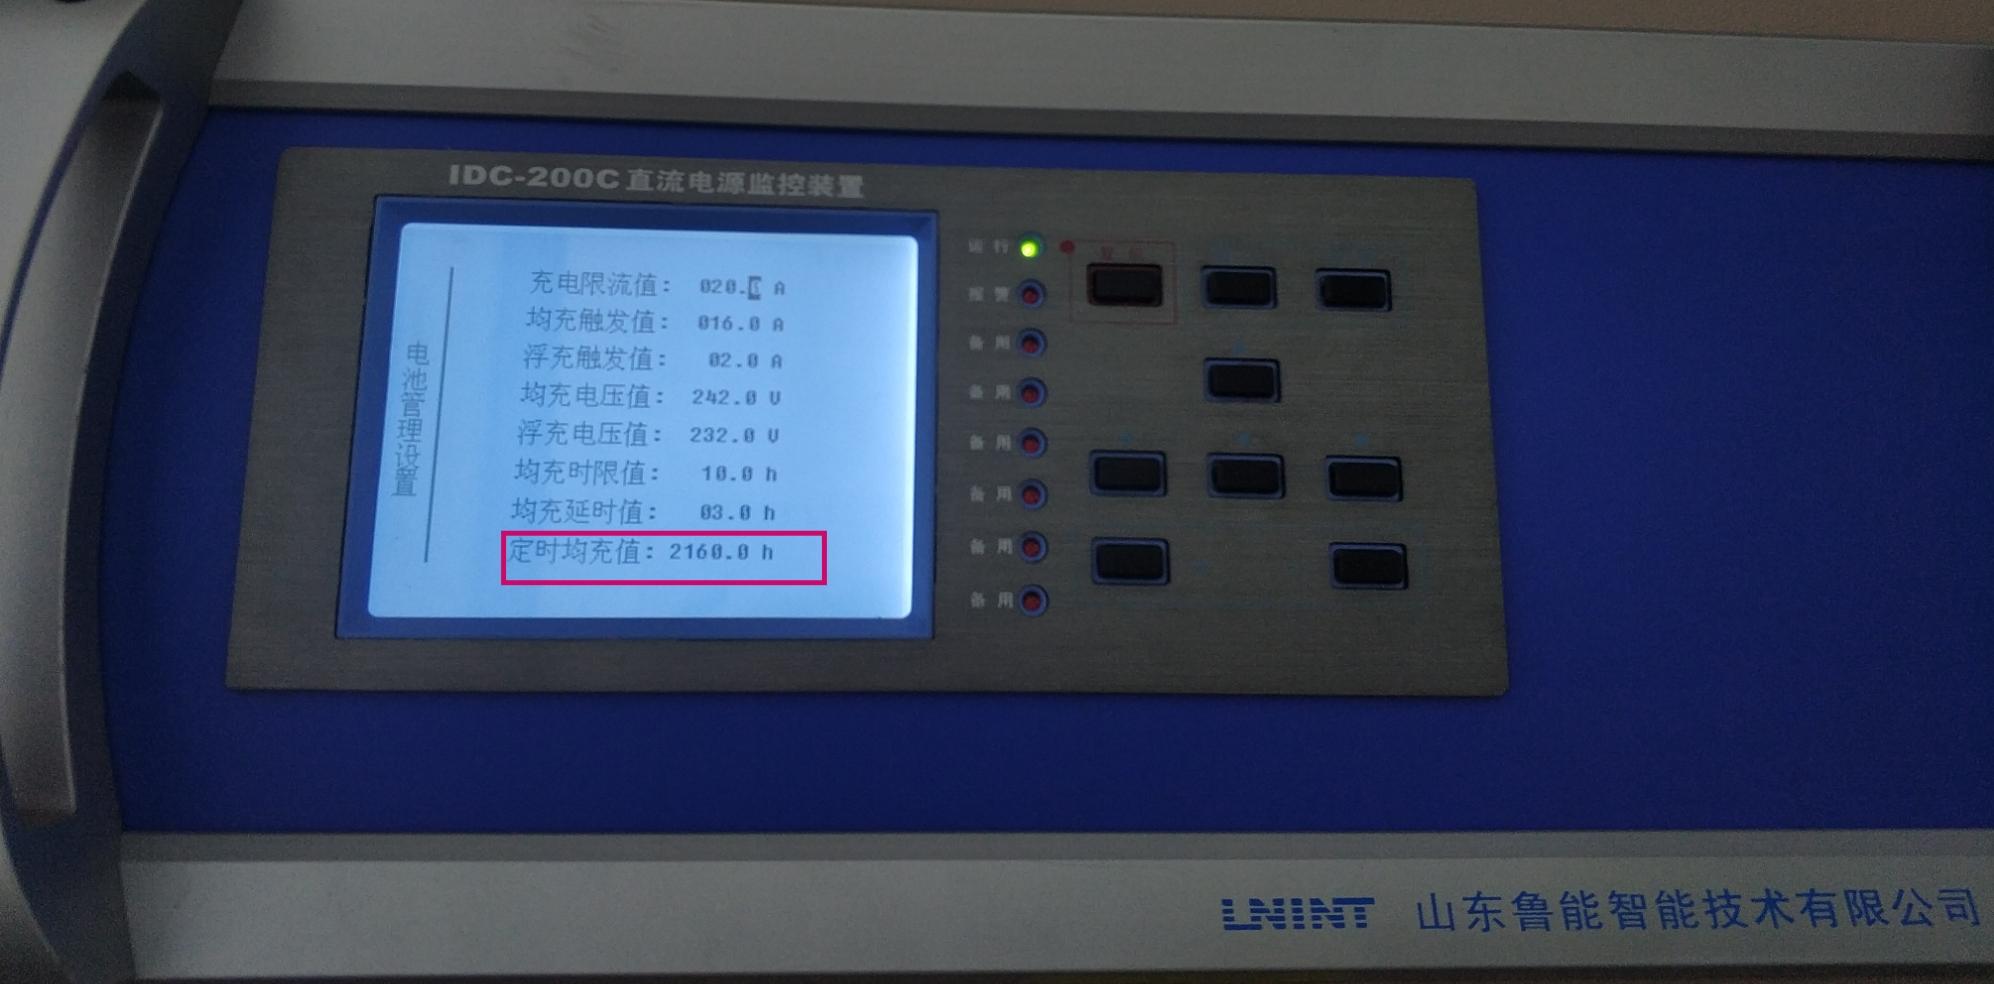 IDC-200C 直流电源监控装置
电池管理设置
充电限流值: 020. A
均充触发值: 016.0 A
浮充触发值: 02.0 A
均充电压值: 242.0 V
浮充电压值: 232.0 V
均充时限值: 10.0 h
均充延时值: 03.0 h
定时均充值: 2160.0 h
运行
报警
备用
备用
备用
备用
备用
备用
复位
LNINT 山东鲁能智能技术有限公司